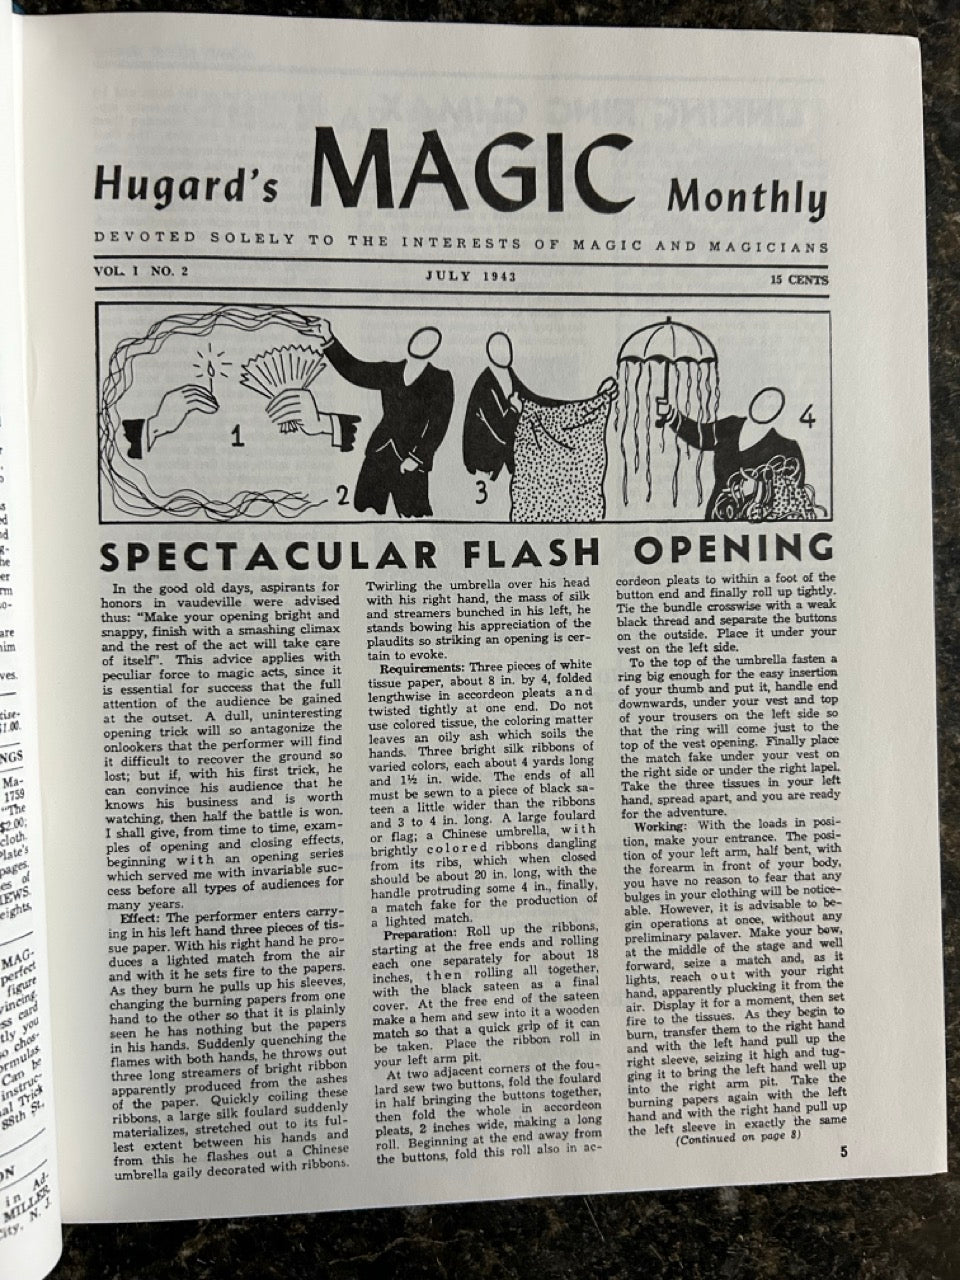 Hugard's MAGIC Monthly
DEVOTED SOLELY TO THE INTERESTS OF MAGIC AND MAGICIANS
VOL. 1 NO. 2 JULY 1943 15 CENTS
1
2
3
4
SPECTACULAR FLASH OPENING
In the good old days, aspirants for
honors in vaudeville were advised
thus: "Make your opening bright and
snappy, finish with a smashing climax
and the rest of the act will take care
of itself". This advice applies with
peculiar force to magic acts, since it
is essential for success that the full
attention of the audience be gained
at the outset. A dull, uninteresting
opening trick will so antagonize the
onlookers that the performer will find
it difficult to recover the ground so
lost; but if, with his first trick, he
can convince his audience that he
knows his business and is worth
watching, then half the battle is won.
I shall give, from time to time, exam-
ples of opening and closing effects,
beginning with an opening series
which served me with invariable suc-
cess before all types of audiences for
many years.
Effect: The performer enters carry-
ing in his left hand three pieces of tis-
sue paper. With his right hand he pro-
duces a lighted match from the air
and with it he sets fire to the papers.
As they burn he pulls up his sleeves,
changing the burning papers from one
hand to the other so that it is plainly
seen he has nothing but the papers
in his hands. Suddenly quenching the
flames with both hands, he throws out
three long streamers of bright ribbon
apparently produced from the ashes
of the paper. Quickly coiling these
ribbons, a large silk foulard suddenly
materializes, stretched out to its ful-
lest extent between his hands and
from this he flashes out a Chinese
umbrella gaily decorated with ribbons.
Twirling the umbrella over his head
with his right hand, the mass of silk
and streamers bunched in his left, he
stands bowing his appreciation of the
plaudits so striking an opening is cer-
tain to evoke.
Requirements: Three pieces of white
tissue paper, about 8 in. by 4, folded
lengthwise in accordeon pleats and
twisted tightly at one end. Do not
use colored tissue, the coloring matter
leaves an oily ash which soils the
hands. Three bright silk ribbons of
varied colors, each about 4 yards long
and 1½ in. wide. The ends of all
must be sewn to a piece of black sa-
teen a little wider than the ribbons
and 3 to 4 in. long. A large foulard
or flag; a Chinese umbrella, with
brightly colored ribbons dangling
from its ribs, which when closed
should be about 20 in. long, with the
handle protruding some 4 in., finally,
a match fake for the production of
a lighted match.
Preparation: Roll up the ribbons,
starting at the free ends and rolling
each one separately for about 18
inches, then rolling all together,
with the black sateen as a final
cover. At the free end of the sateen
make a hem and sew into it a wooden
match so that a quick grip of it can
be taken. Place the ribbon roll in
your left arm pit.
At two adjacent corners of the fou-
lard sew two buttons, fold the foulard
in half bringing the buttons together,
then fold the whole in accordeon
pleats, 2 inches wide, making a long
roll. Beginning at the end away from
the buttons, fold this roll also in ac-
cordeon pleats to within a foot of the
button end and finally roll up tightly.
Tie the bundle crosswise with a weak
black thread and separate the buttons
on the outside. Place it under your
vest on the left side.
To the top of the umbrella fasten a
ring big enough for the easy insertion
of your thumb and put it, handle end
downwards, under your vest and top
of your trousers on the left side so
that the ring will come just to the
top of the vest opening. Finally place
the match fake under your vest on
the right side or under the right lapel.
Take the three tissues in your left
hand, spread apart, and you are ready
for the adventure.
Working: With the loads in posi-
tion, make your entrance. The posi-
tion of your left arm, half bent, with
the forearm in front of your body,
you have no reason to fear that any
bulges in your clothing will be notice-
able. However, it is advisable to be-
gin operations at once, without any
preliminary palaver. Make your bow,
at the middle of the stage and well
forward, seize a match and, as it
lights, reach out with your right
hand, apparently plucking it from the
air. Display it for a moment, then set
fire to the tissues. As they begin to
burn, transfer them to the right hand
and with the left hand pull up the
right sleeve, seizing it high and tug-
ging it to bring the left hand well up
into the right arm pit. Take the
burning papers again with the left
hand and with the right hand pull up
the left sleeve in exactly the same
(Continued on page 8)
5